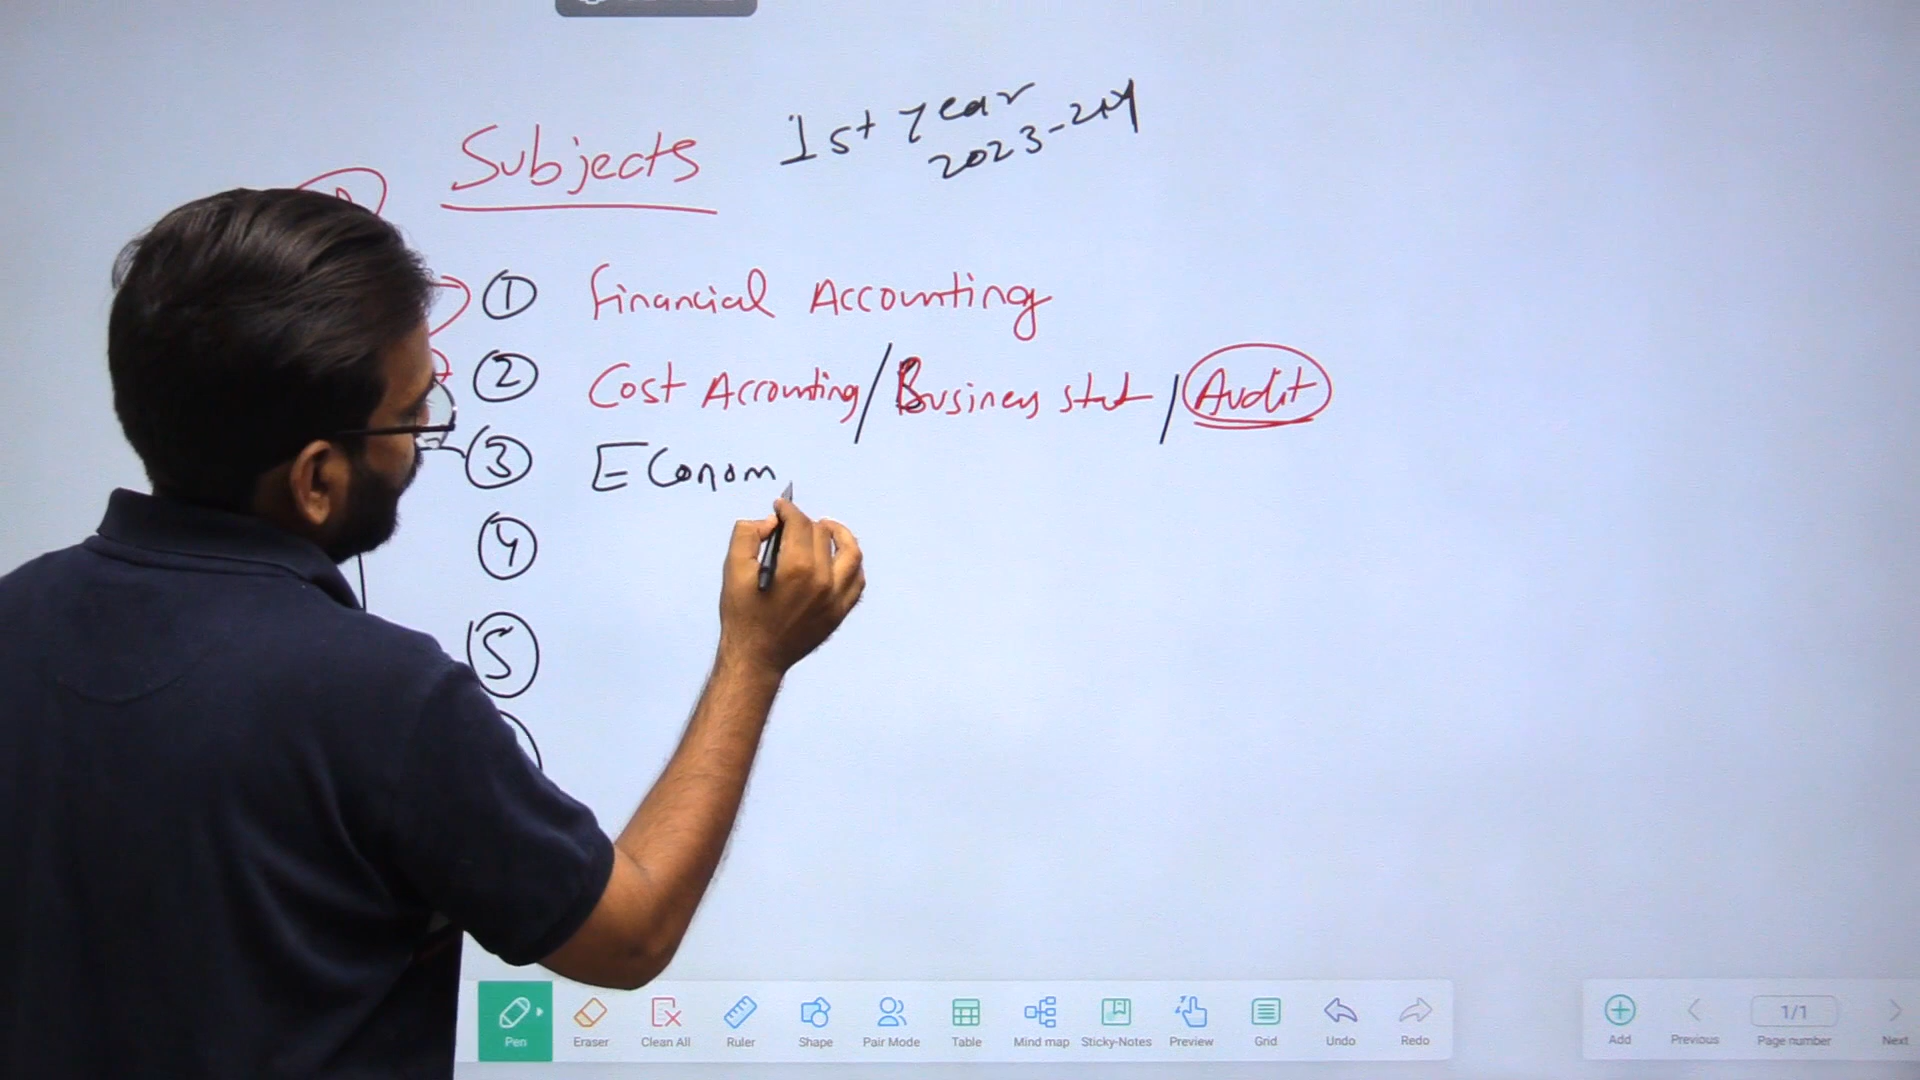 Subjects
1st year
2023-24
① Financial Accounting
② Cost Accounting / Business stat / Audit
③ Econom
④
⑤
Pen Eraser Clean All Ruler Shape Pair Mode Table Mind map Sticky-Notes Preview Grid Undo Redo
Add Previous 1/1 Page number Next